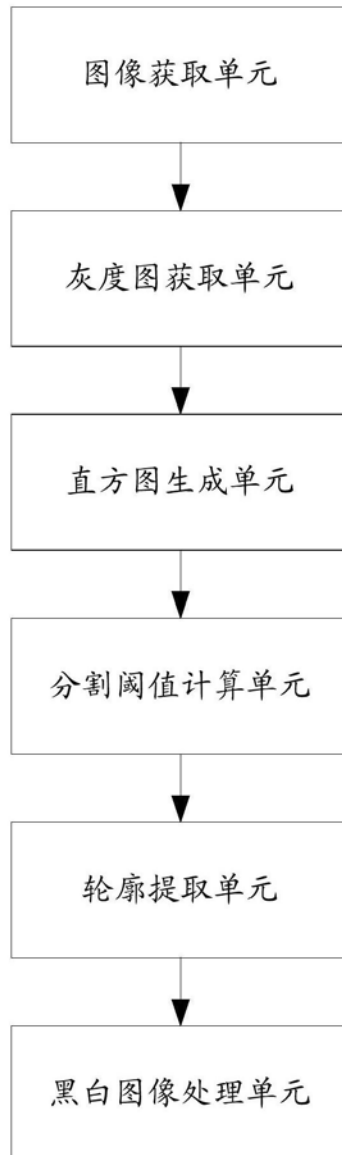 图像获取单元
灰度图获取单元
直方图生成单元
分割阈值计算单元
轮廓提取单元
黑白图像处理单元